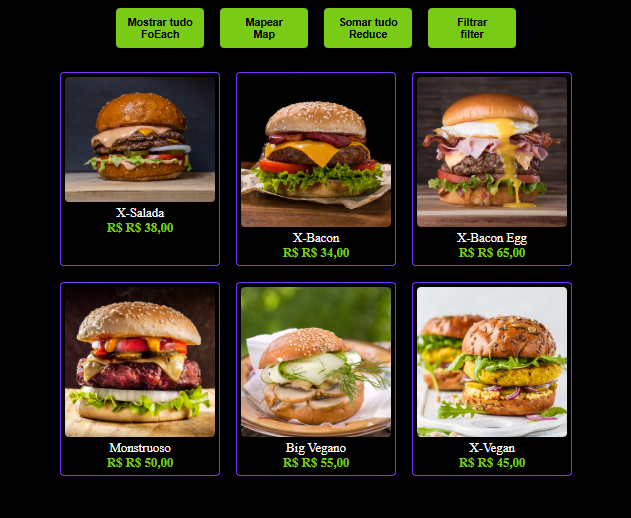 Mostrar tudo
FoEach
Mapear
Map
Somar tudo
Reduce
Filtrar
filter
X-Salada
R$ R$ 38,00
X-Bacon
R$ R$ 34,00
X-Bacon Egg
R$ R$ 65,00
Monstruoso
R$ R$ 50,00
Big Vegano
R$ R$ 55,00
X-Vegan
R$ R$ 45,00